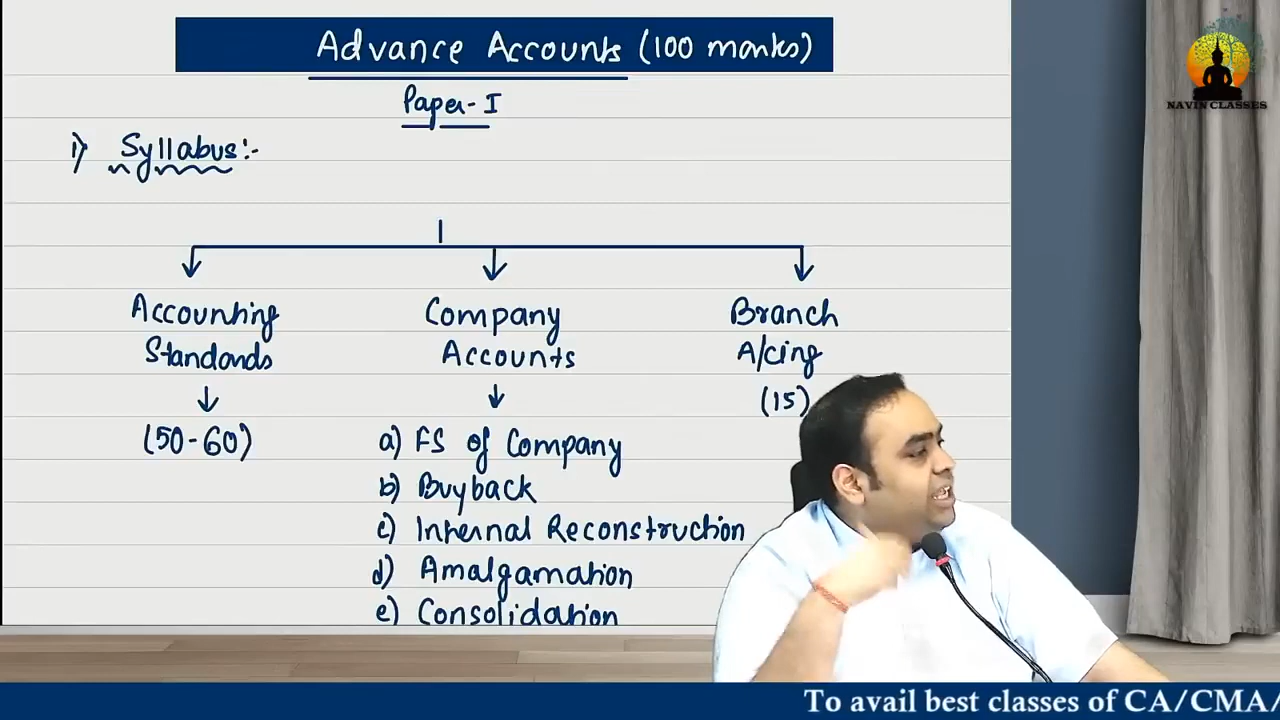 Advance Accounts (100 marks)
Paper-I
NAVIN CLASSES
1) Syllabus:-
Accounting
Standards
(50-60)
Company
Accounts
a) FS of Company
b) Buyback
c) Internal Reconstruction
d) Amalgamation
e) Consolidation
Branch
A/cing
(15)
To avail best classes of CA/CMA/